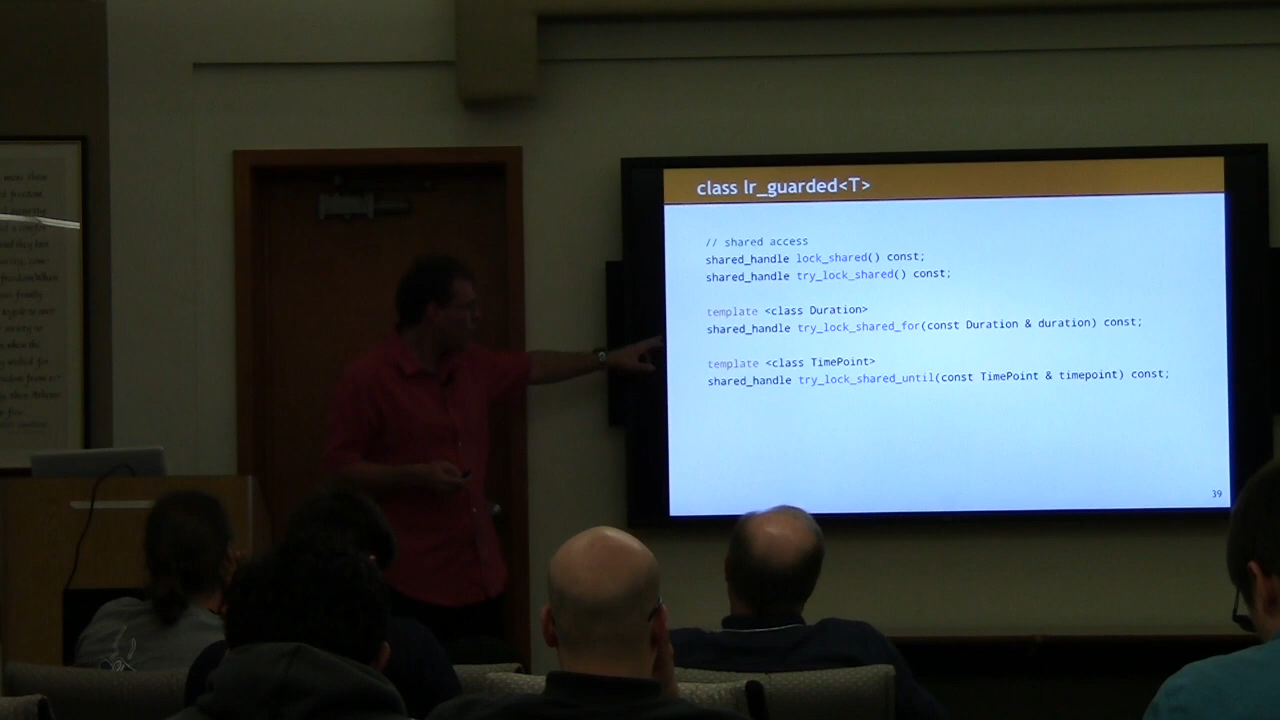 class lr_guarded<T>
// shared access
shared_handle lock_shared() const;
shared_handle try_lock_shared() const;
template <class Duration>
shared_handle try_lock_shared_for(const Duration & duration) const;
template <class TimePoint>
shared_handle try_lock_shared_until(const TimePoint & timepoint) const;
39